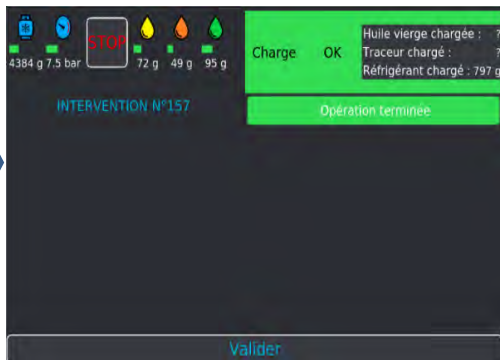 STOP
4384 g 7.5 bar 72 g 49 g 95 g
Charge OK
Huile vierge chargée : ?
Traceur chargé : ?
Réfrigérant chargé : 797 g
INTERVENTION N°157
Opération terminée
Valider